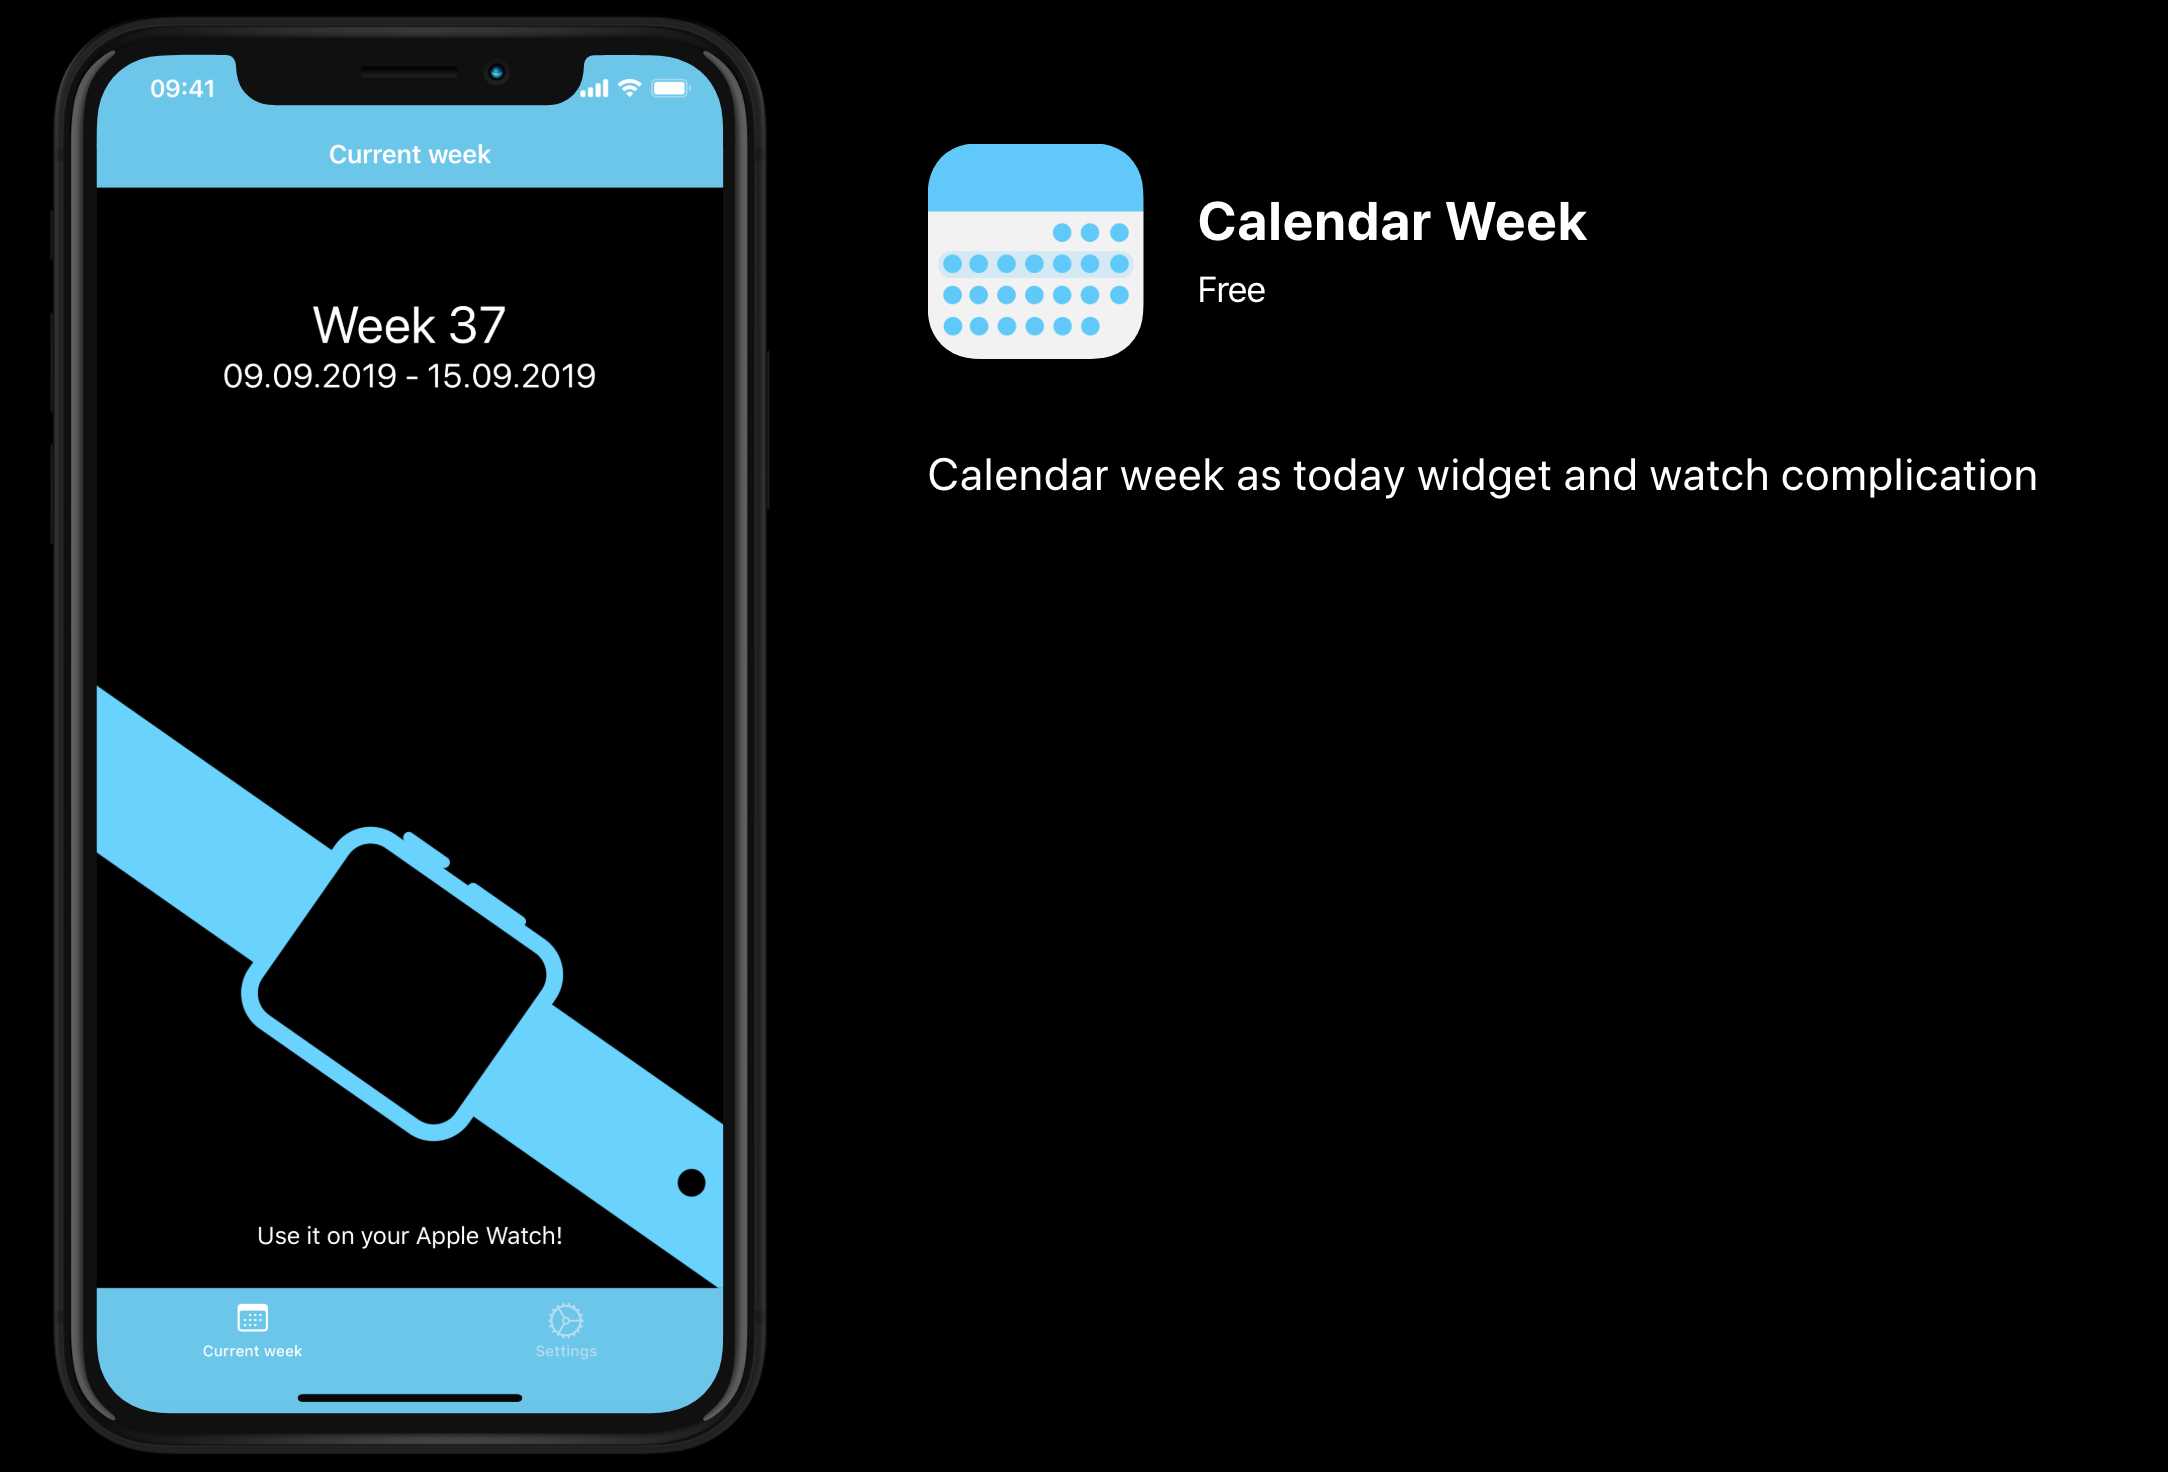 09:41
Current week
Week 37
09.09.2019 - 15.09.2019
Use it on your Apple Watch!
Current week
Settings
Calendar Week
Free
Calendar week as today widget and watch complication